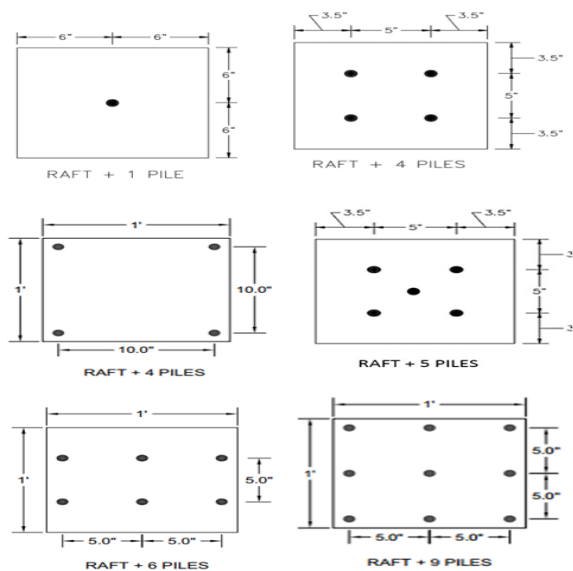 6" 6"
6"
6"
RAFT + 1 PILE
3.5" 5" 3.5"
3.5"
5"
3.5"
RAFT + 4 PILES
1'
1' 10.0"
10.0"
RAFT + 4 PILES
3.5" 5" 3.5"
3
5"
3
RAFT + 5 PILES
1'
1' 5.0"
5.0" 5.0"
RAFT + 6 PILES
1'
1' 5.0"
5.0"
5.0" 5.0"
RAFT + 9 PILES